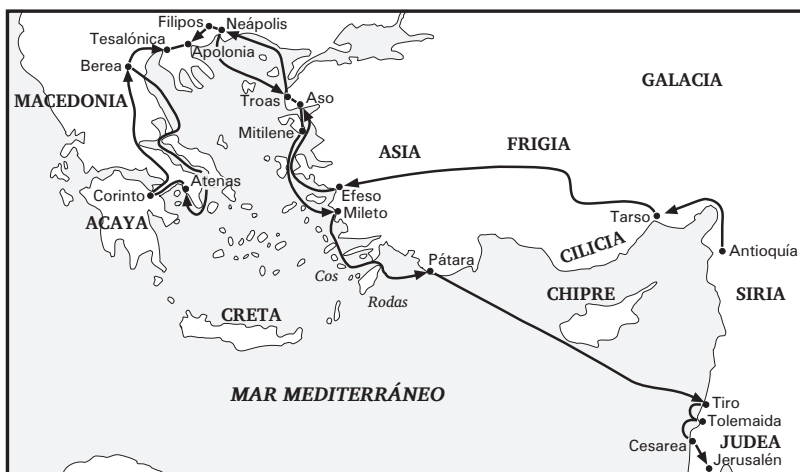 Filipos
Neápolis
Tesalónica
Apolonia
Berea
GALACIA
MACEDONIA
Troas
Aso
Mitilene
ASIA
FRIGIA
Atenas
Efeso
Corinto
Mileto
Tarso
ACAYA
CILICIA
Antioquía
Pátara
Cos
Rodas
CHIPRE
SIRIA
CRETA
MAR MEDITERRÁNEO
Tiro
Tolemaida
Cesarea
JUDEA
Jerusalén